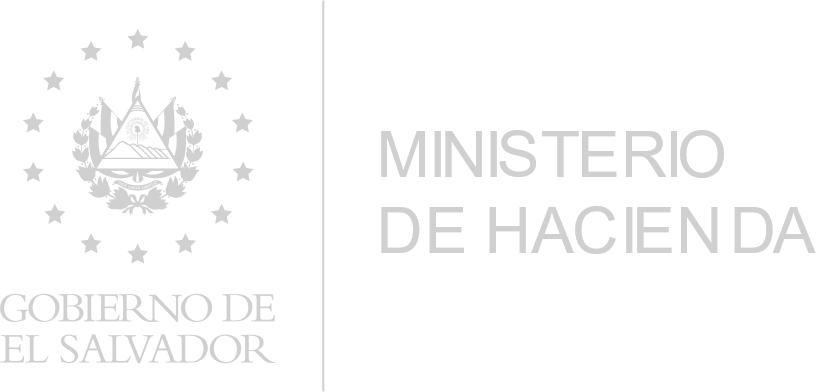 GOBIERNO DE
EL SALVADOR
MINISTERIO
DE HACIENDA